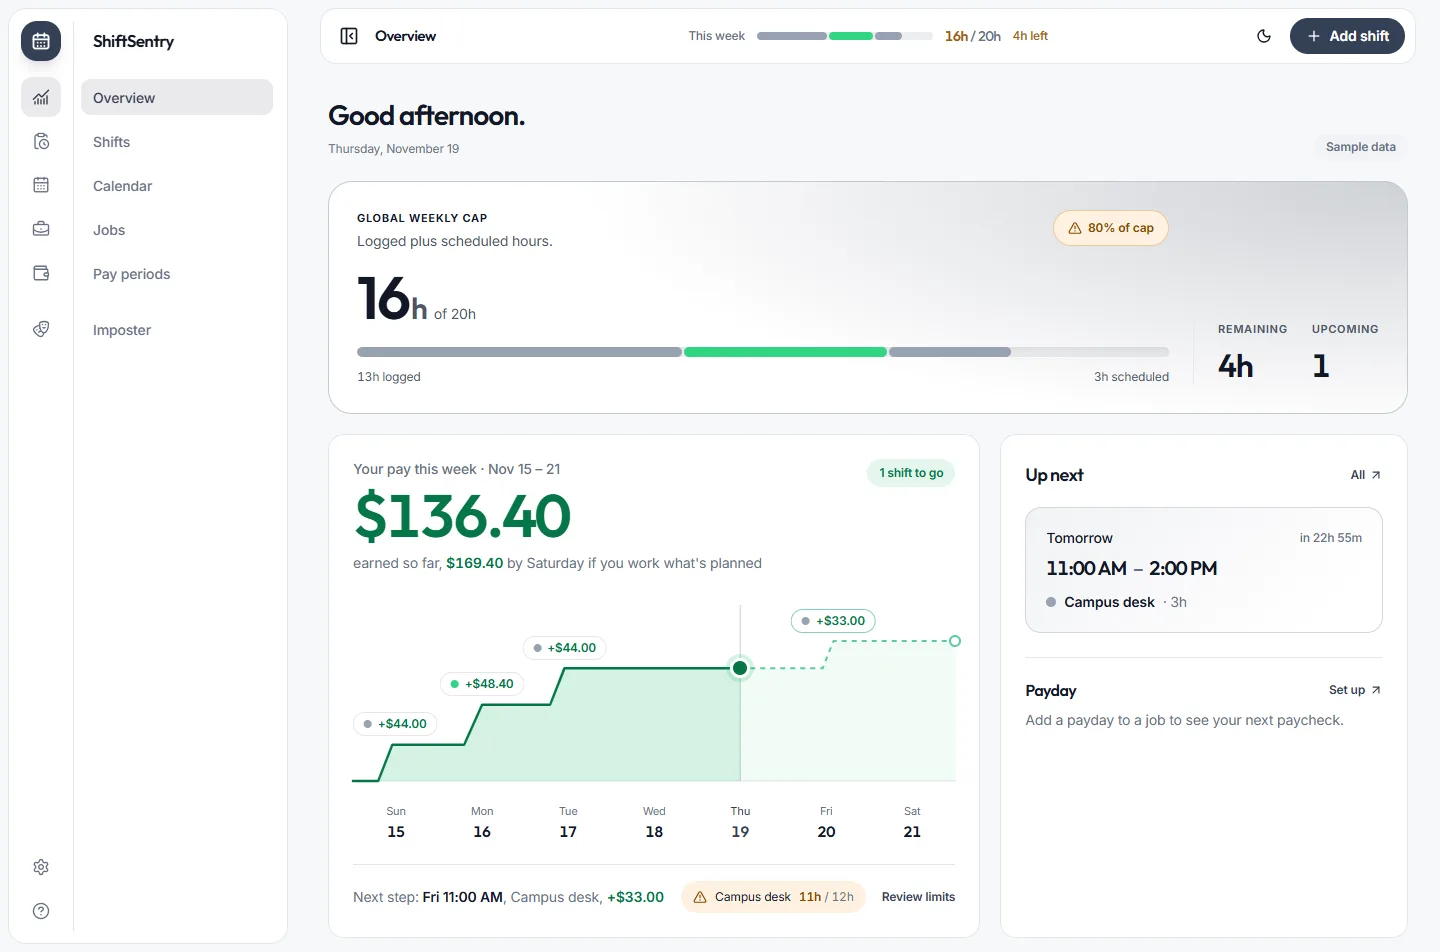 ShiftSentry
Overview
Shifts
Calendar
Jobs
Pay periods
Imposter
Overview
This week 16h / 20h 4h left
Add shift
Good afternoon.
Thursday, November 19
Sample data
GLOBAL WEEKLY CAP
Logged plus scheduled hours.
80% of cap
16h of 20h
13h logged
3h scheduled
REMAINING
4h
UPCOMING
1
Your pay this week · Nov 15 – 21
1 shift to go
$136.40
earned so far, $169.40 by Saturday if you work what's planned
+$44.00
+$48.40
+$44.00
+$33.00
Sun Mon Tue Wed Thu Fri Sat
15 16 17 18 19 20 21
Next step: Fri 11:00 AM, Campus desk, +$33.00
Campus desk 11h / 12h
Review limits
Up next
All
Tomorrow
in 22h 55m
11:00 AM – 2:00 PM
Campus desk · 3h
Payday
Set up
Add a payday to a job to see your next paycheck.